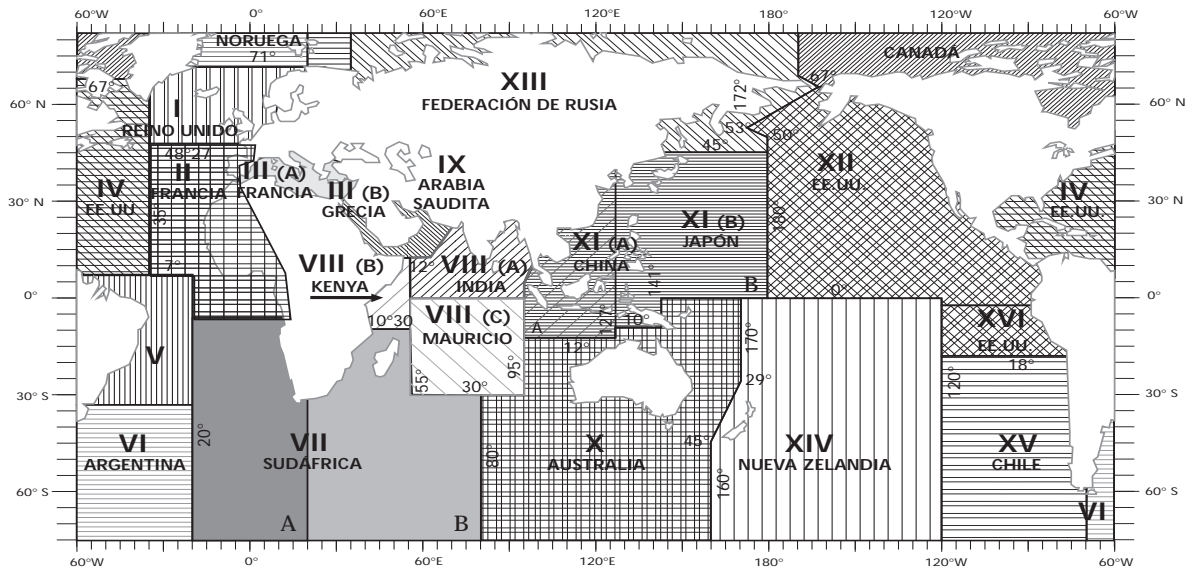 60°W 0° 60°E 120°E 180° 120°W 60°W
NORUEGA
71°
CANADÁ
67°
67°
XIII
FEDERACIÓN DE RUSIA
172°
60° N
60° N
I
REINO UNIDO
53°
50°
45°
48°27
II
FRANCIA
III (A)
FRANCIA
IX
ARABIA
SAUDITA
XII
EE.UU.
IV
EE.UU
III (B)
GRECIA
IV
EE.UU.
30° N
30° N
35°
XI (B)
JAPÓN
180°
XI (A)
CHINA
7°
VIII (B)
KENYA
12°
VIII (A)
INDIA
141°
B
0°
0°
0°
10°30
VIII (C)
MAURICIO
A
127°
10°
XVI
EE.UU
V
12°
170°
18°
95°
55°
30°
29°
120°
30° S
30° S
VI
ARGENTINA
20°
VII
SUDÁFRICA
80°
X
AUSTRALIA
45°
XIV
NUEVA ZELANDIA
XV
CHILE
160°
60° S
60° S
VI
A
B
60°W 0° 60°E 120°E 180° 120°W 60°W